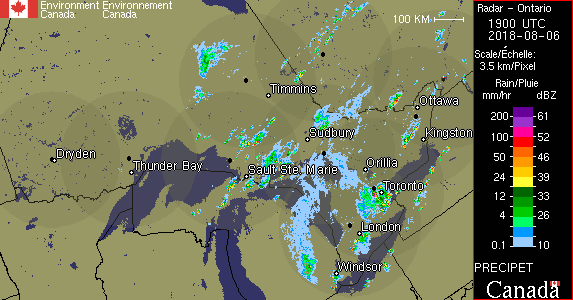 Environment Environnement
Canada Canada
100 KM
Timmins
Ottawa
Sudbury
Kingston
Dryden
Thunder Bay
Orillia
Sault Ste. Marie
Toronto
London
Windsor
Radar - Ontario
1900 UTC
2018-08-06
Scale/Échelle:
3.5 km/Pixel
Rain/Pluie
mm/hr dBZ
200 61
100 52
50 46
24 39
12 33
4 26
0.1 10
PRECIPET
Canada